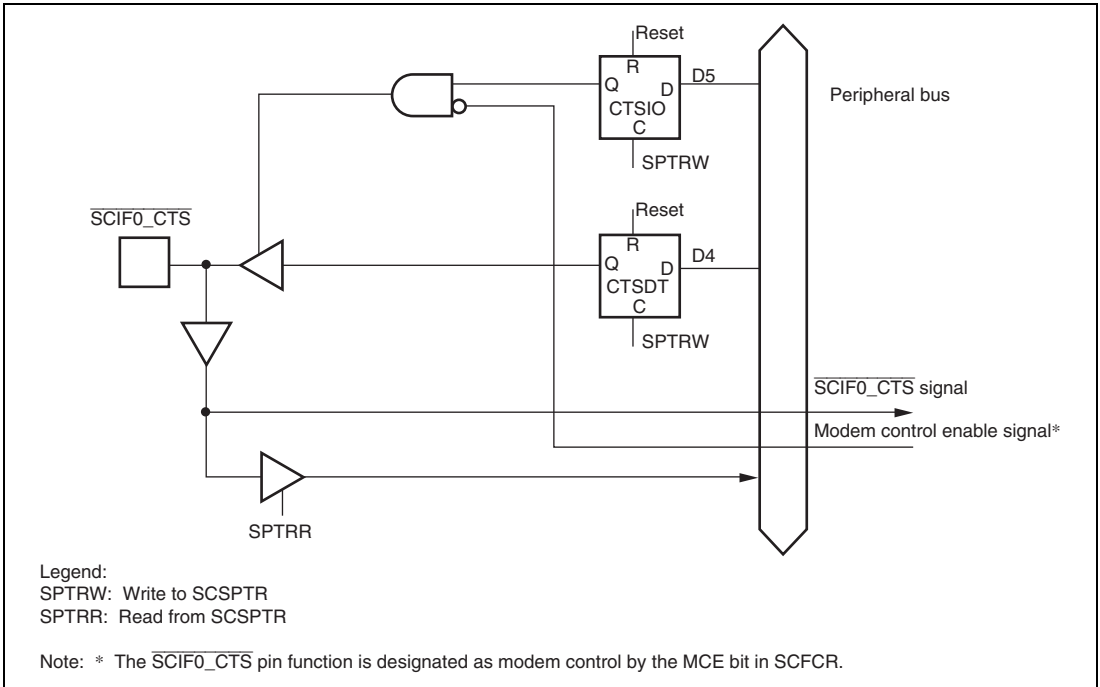 Reset
R
Q
D
D5
CTSIO
C
SPTRW
Peripheral bus
SCIF0_CTS
Reset
R
Q
D
D4
CTSDT
C
SPTRW
SCIF0_CTS signal
Modem control enable signal*
SPTRR
Legend:
SPTRW: Write to SCSPTR
SPTRR: Read from SCSPTR
Note: * The SCIF0_CTS pin function is designated as modem control by the MCE bit in SCFCR.